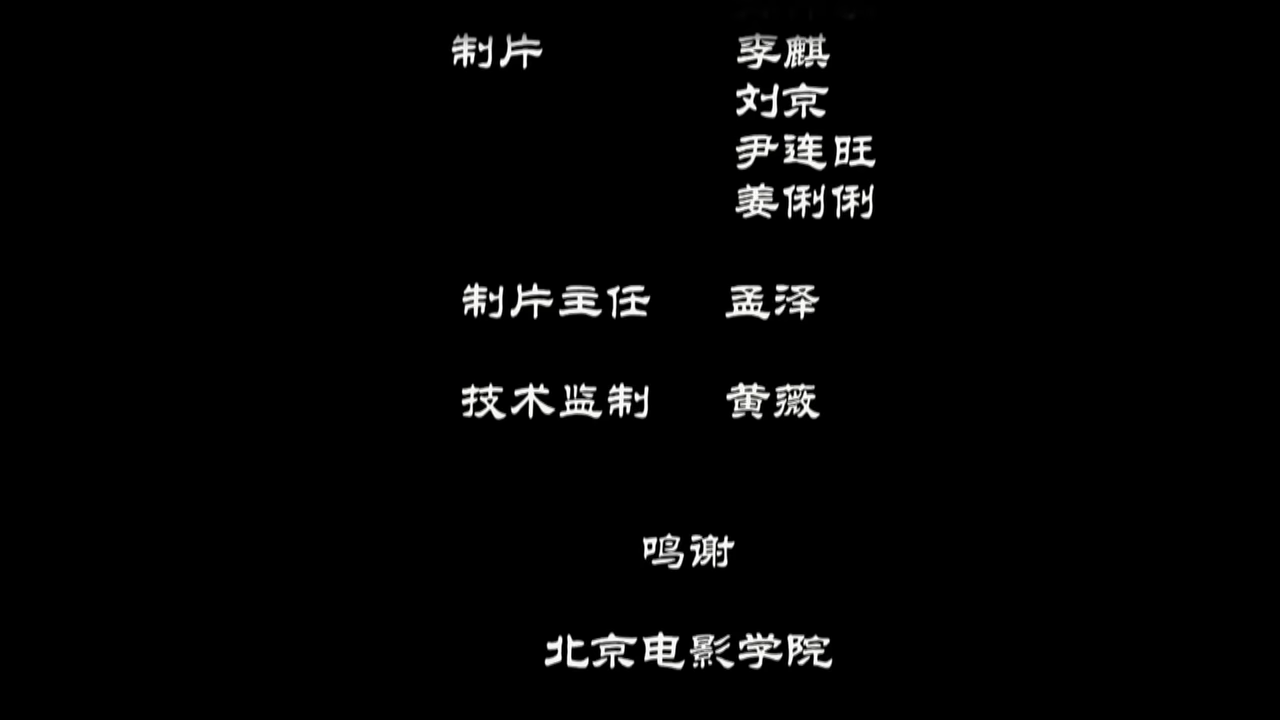 制片 李麒
刘京
尹连旺
姜俐俐
制片主任 孟泽
技术监制 黄薇
鸣谢
北京电影学院